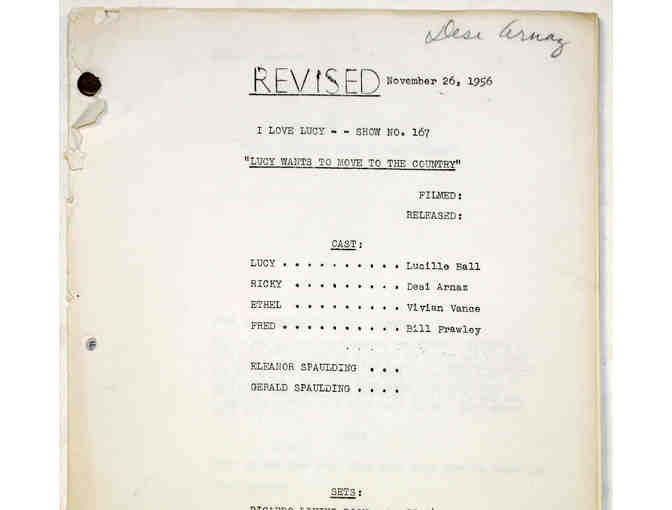 Desi Arnaz
REVISED November 26, 1956
I LOVE LUCY - - SHOW NO. 167
"LUCY WANTS TO MOVE TO THE COUNTRY"
FILMED:
RELEASED:
CAST:
LUCY . . . . . . . . . . Lucille Ball
RICKY . . . . . . . . . Desi Arnaz
ETHEL . . . . . . . . . Vivian Vance
FRED . . . . . . . . . . Bill Frawley
ELEANOR SPAULDING . . .
GERALD SPAULDING . . . .
SETS:
RICARDO LIVING